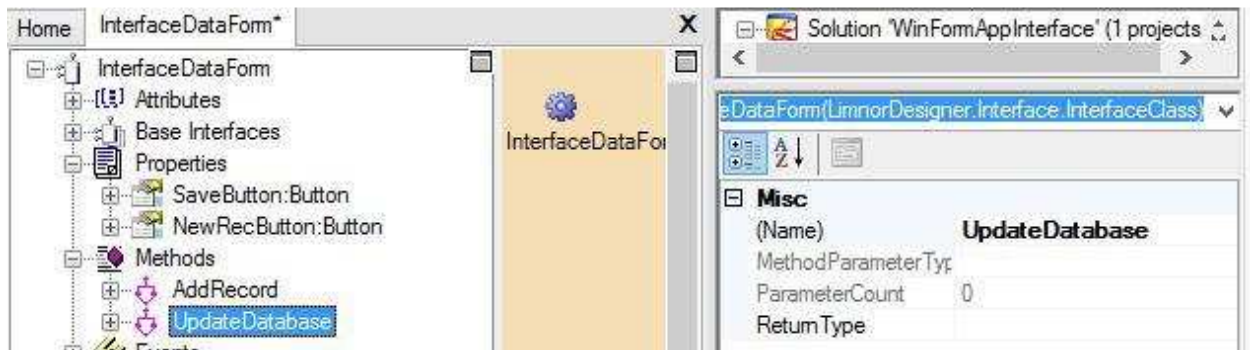 Home
InterfaceDataForm*
X
InterfaceDataForm
Attributes
Base Interfaces
Properties
SaveButton:Button
NewRecButton:Button
Methods
AddRecord
UpdateDatabase
Events
InterfaceDataFor
Solution 'WinFormAppInterface' (1 projects
eDataForm(LimnorDesigner.Interface.InterfaceClass)
Misc
(Name) UpdateDatabase
MethodParameterTyp
ParameterCount 0
ReturnType